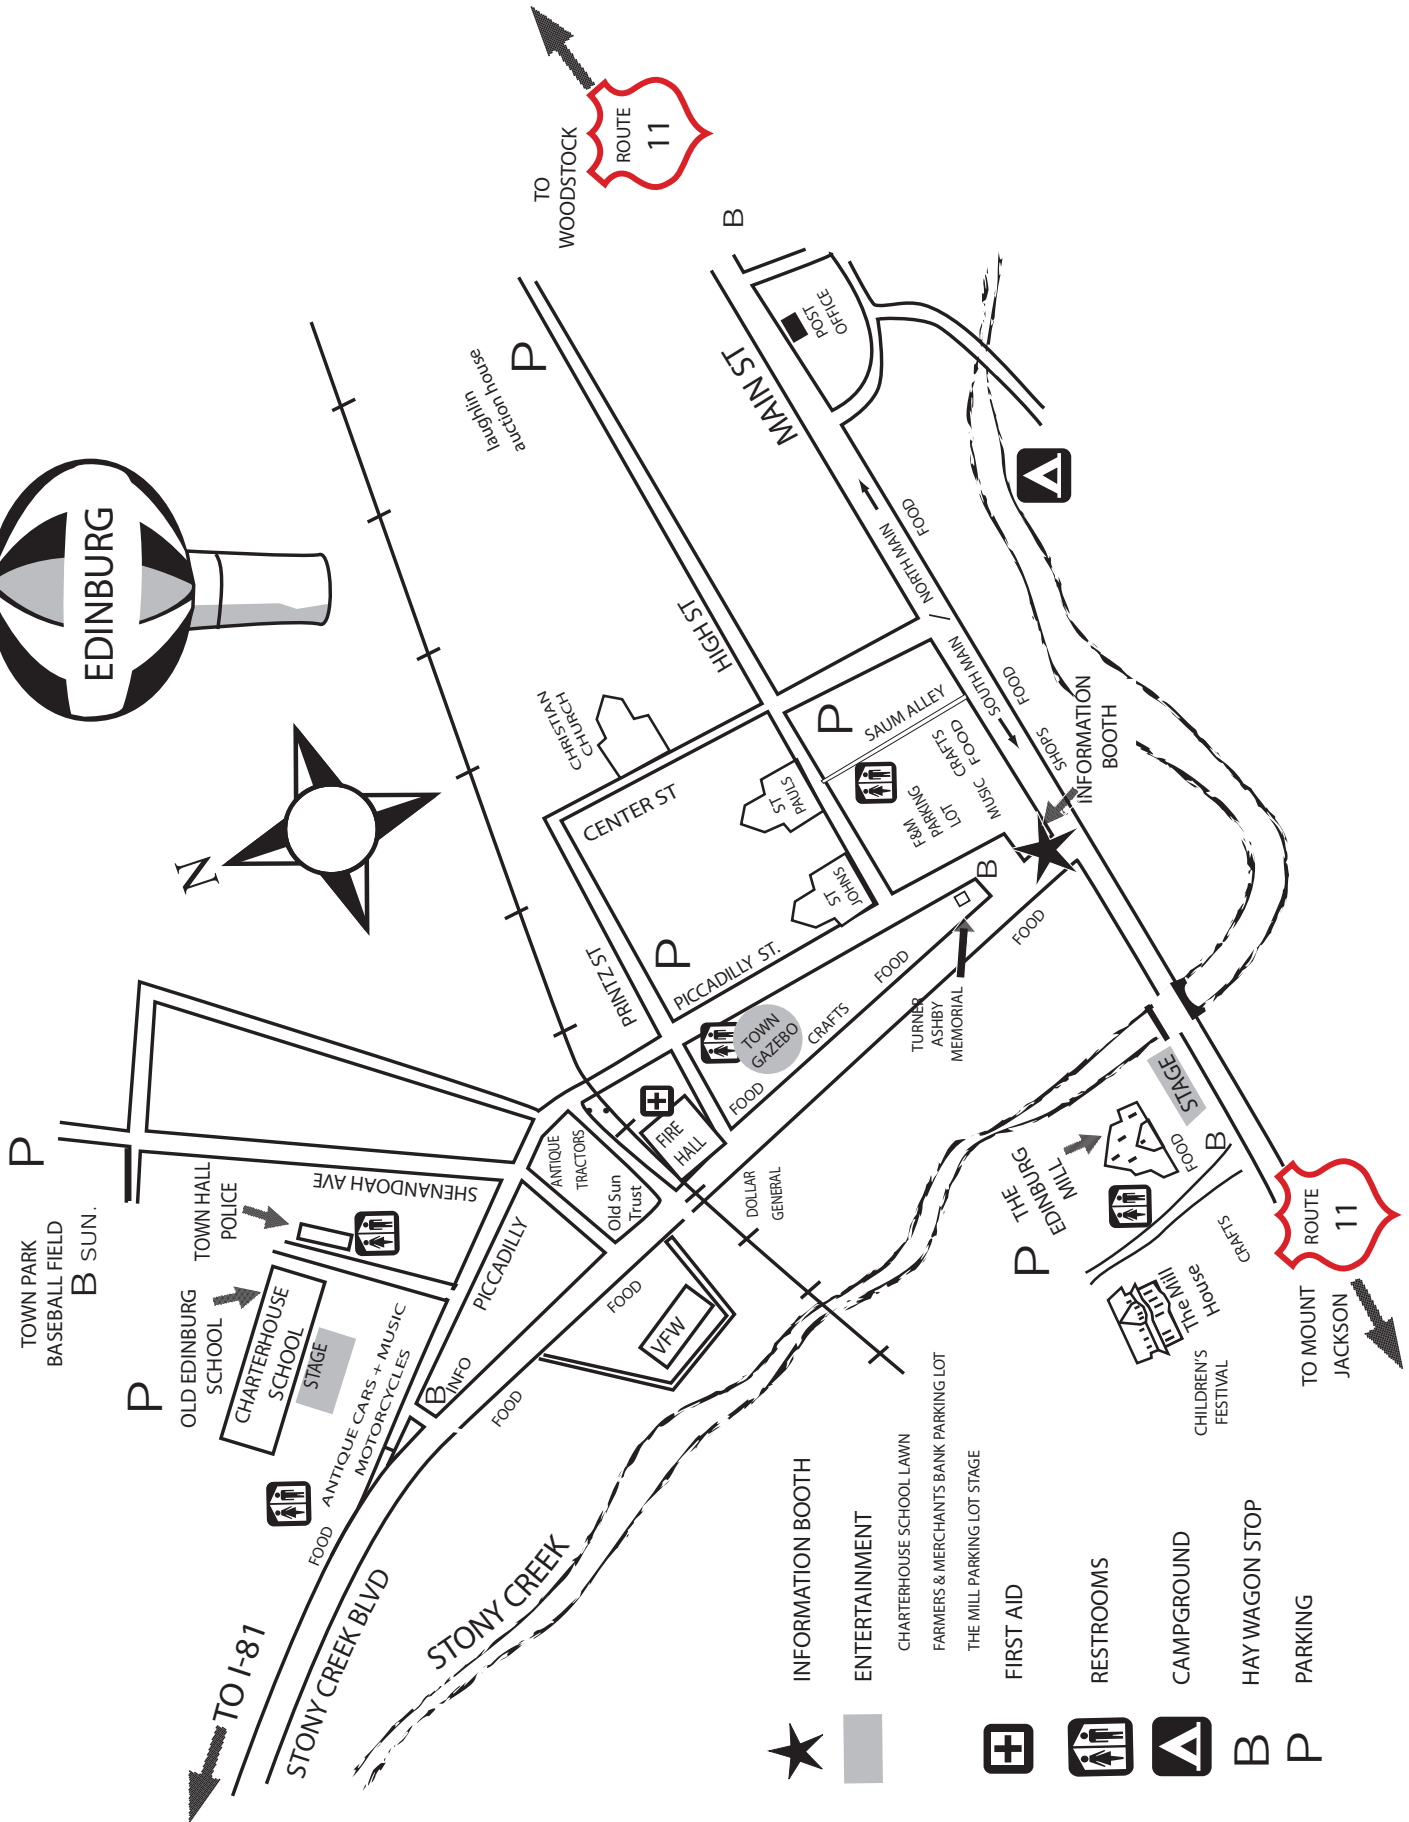 EDINBURG
N
TO
WOODSTOCK
ROUTE
11
B
TOWN PARK
BASEBALL FIELD
B SUN.
P
P
OLD EDINBURG
SCHOOL
TOWN HALL
POLICE
CHARTERHOUSE
SCHOOL
STAGE
SHENANDOAH AVE
ANTIQUE CARS + MUSIC
MOTORCYCLES
FOOD
TO I-81
STONY CREEK BLVD
B
INFO
PICCADILLY
FOOD
FOOD
VFW
ANTIQUE
TRACTORS
Old Sun
Trust
FIRE
HALL
DOLLAR
GENERAL
PRINTZ ST
P
PICCADILLY ST.
CENTER ST
CHRISTIAN
CHURCH
HIGH ST
laughlin
auction house
P
ST
PAULS
ST
JOHNS
TOWN
GAZEBO
FOOD
CRAFTS
FOOD
FOOD
TURNER
ASHBY
MEMORIAL
B
P
SAUM ALLEY
F&M
PARKING
LOT
MUSIC
CRAFTS
FOOD
MAIN ST
POST
OFFICE
NORTH MAIN
/
SOUTH MAIN
FOOD
FOOD
SHOPS
INFORMATION
BOOTH
STONY CREEK
THE
EDINBURG
MILL
STAGE
FOOD
B
P
CRAFTS
The Mill
House
CHILDREN'S
FESTIVAL
ROUTE
11
TO MOUNT
JACKSON
INFORMATION BOOTH
ENTERTAINMENT
CHARTERHOUSE SCHOOL LAWN
FARMERS & MERCHANTS BANK PARKING LOT
THE MILL PARKING LOT STAGE
FIRST AID
RESTROOMS
CAMPGROUND
B HAY WAGON STOP
P PARKING